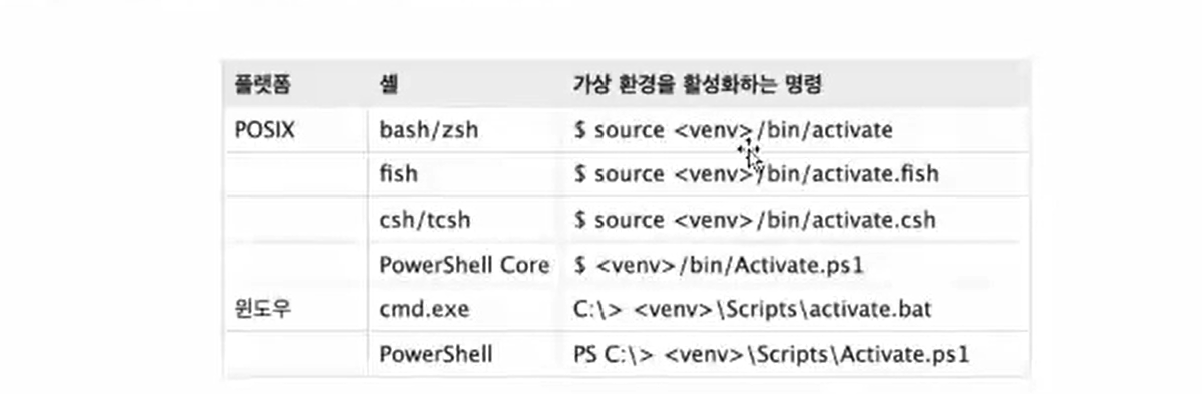 플랫폼 셸 가상 환경을 활성화하는 명령
POSIX bash/zsh $ source <venv>/bin/activate
fish $ source <venv>/bin/activate.fish
csh/tcsh $ source <venv>/bin/activate.csh
PowerShell Core $ <venv>/bin/Activate.ps1
윈도우 cmd.exe C:\> <venv>\Scripts\activate.bat
PowerShell PS C:\> <venv>\Scripts\Activate.ps1